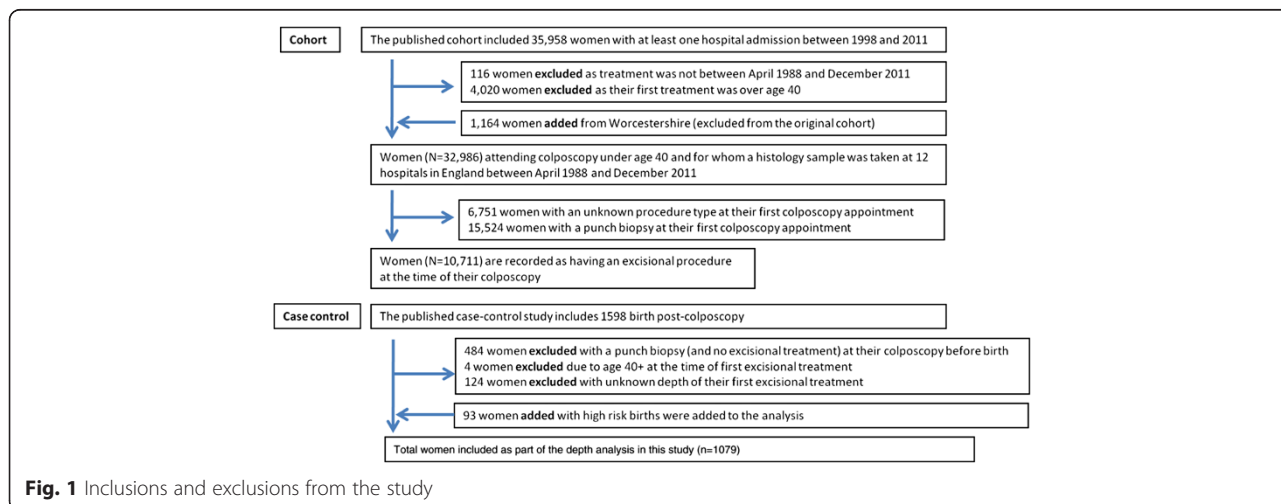 Cohort
The published cohort included 35,958 women with at least one hospital admission between 1998 and 2011
116 women excluded as treatment was not between April 1988 and December 2011
4,020 women excluded as their first treatment was over age 40
1,164 women added from Worcestershire (excluded from the original cohort)
Women (N=32,986) attending colposcopy under age 40 and for whom a histology sample was taken at 12
hospitals in England between April 1988 and December 2011
6,751 women with an unknown procedure type at their first colposcopy appointment
15,524 women with a punch biopsy at their first colposcopy appointment
Women (N=10,711) are recorded as having an excisional procedure
at the time of their colposcopy
Case control
The published case-control study includes 1598 birth post-colposcopy
484 women excluded with a punch biopsy (and no excisional treatment) at their colposcopy before birth
4 women excluded due to age 40+ at the time of first excisional treatment
124 women excluded with unknown depth of their first excisional treatment
93 women added with high risk births were added to the analysis
Total women included as part of the depth analysis in this study (n=1079)
Fig. 1 Inclusions and exclusions from the study